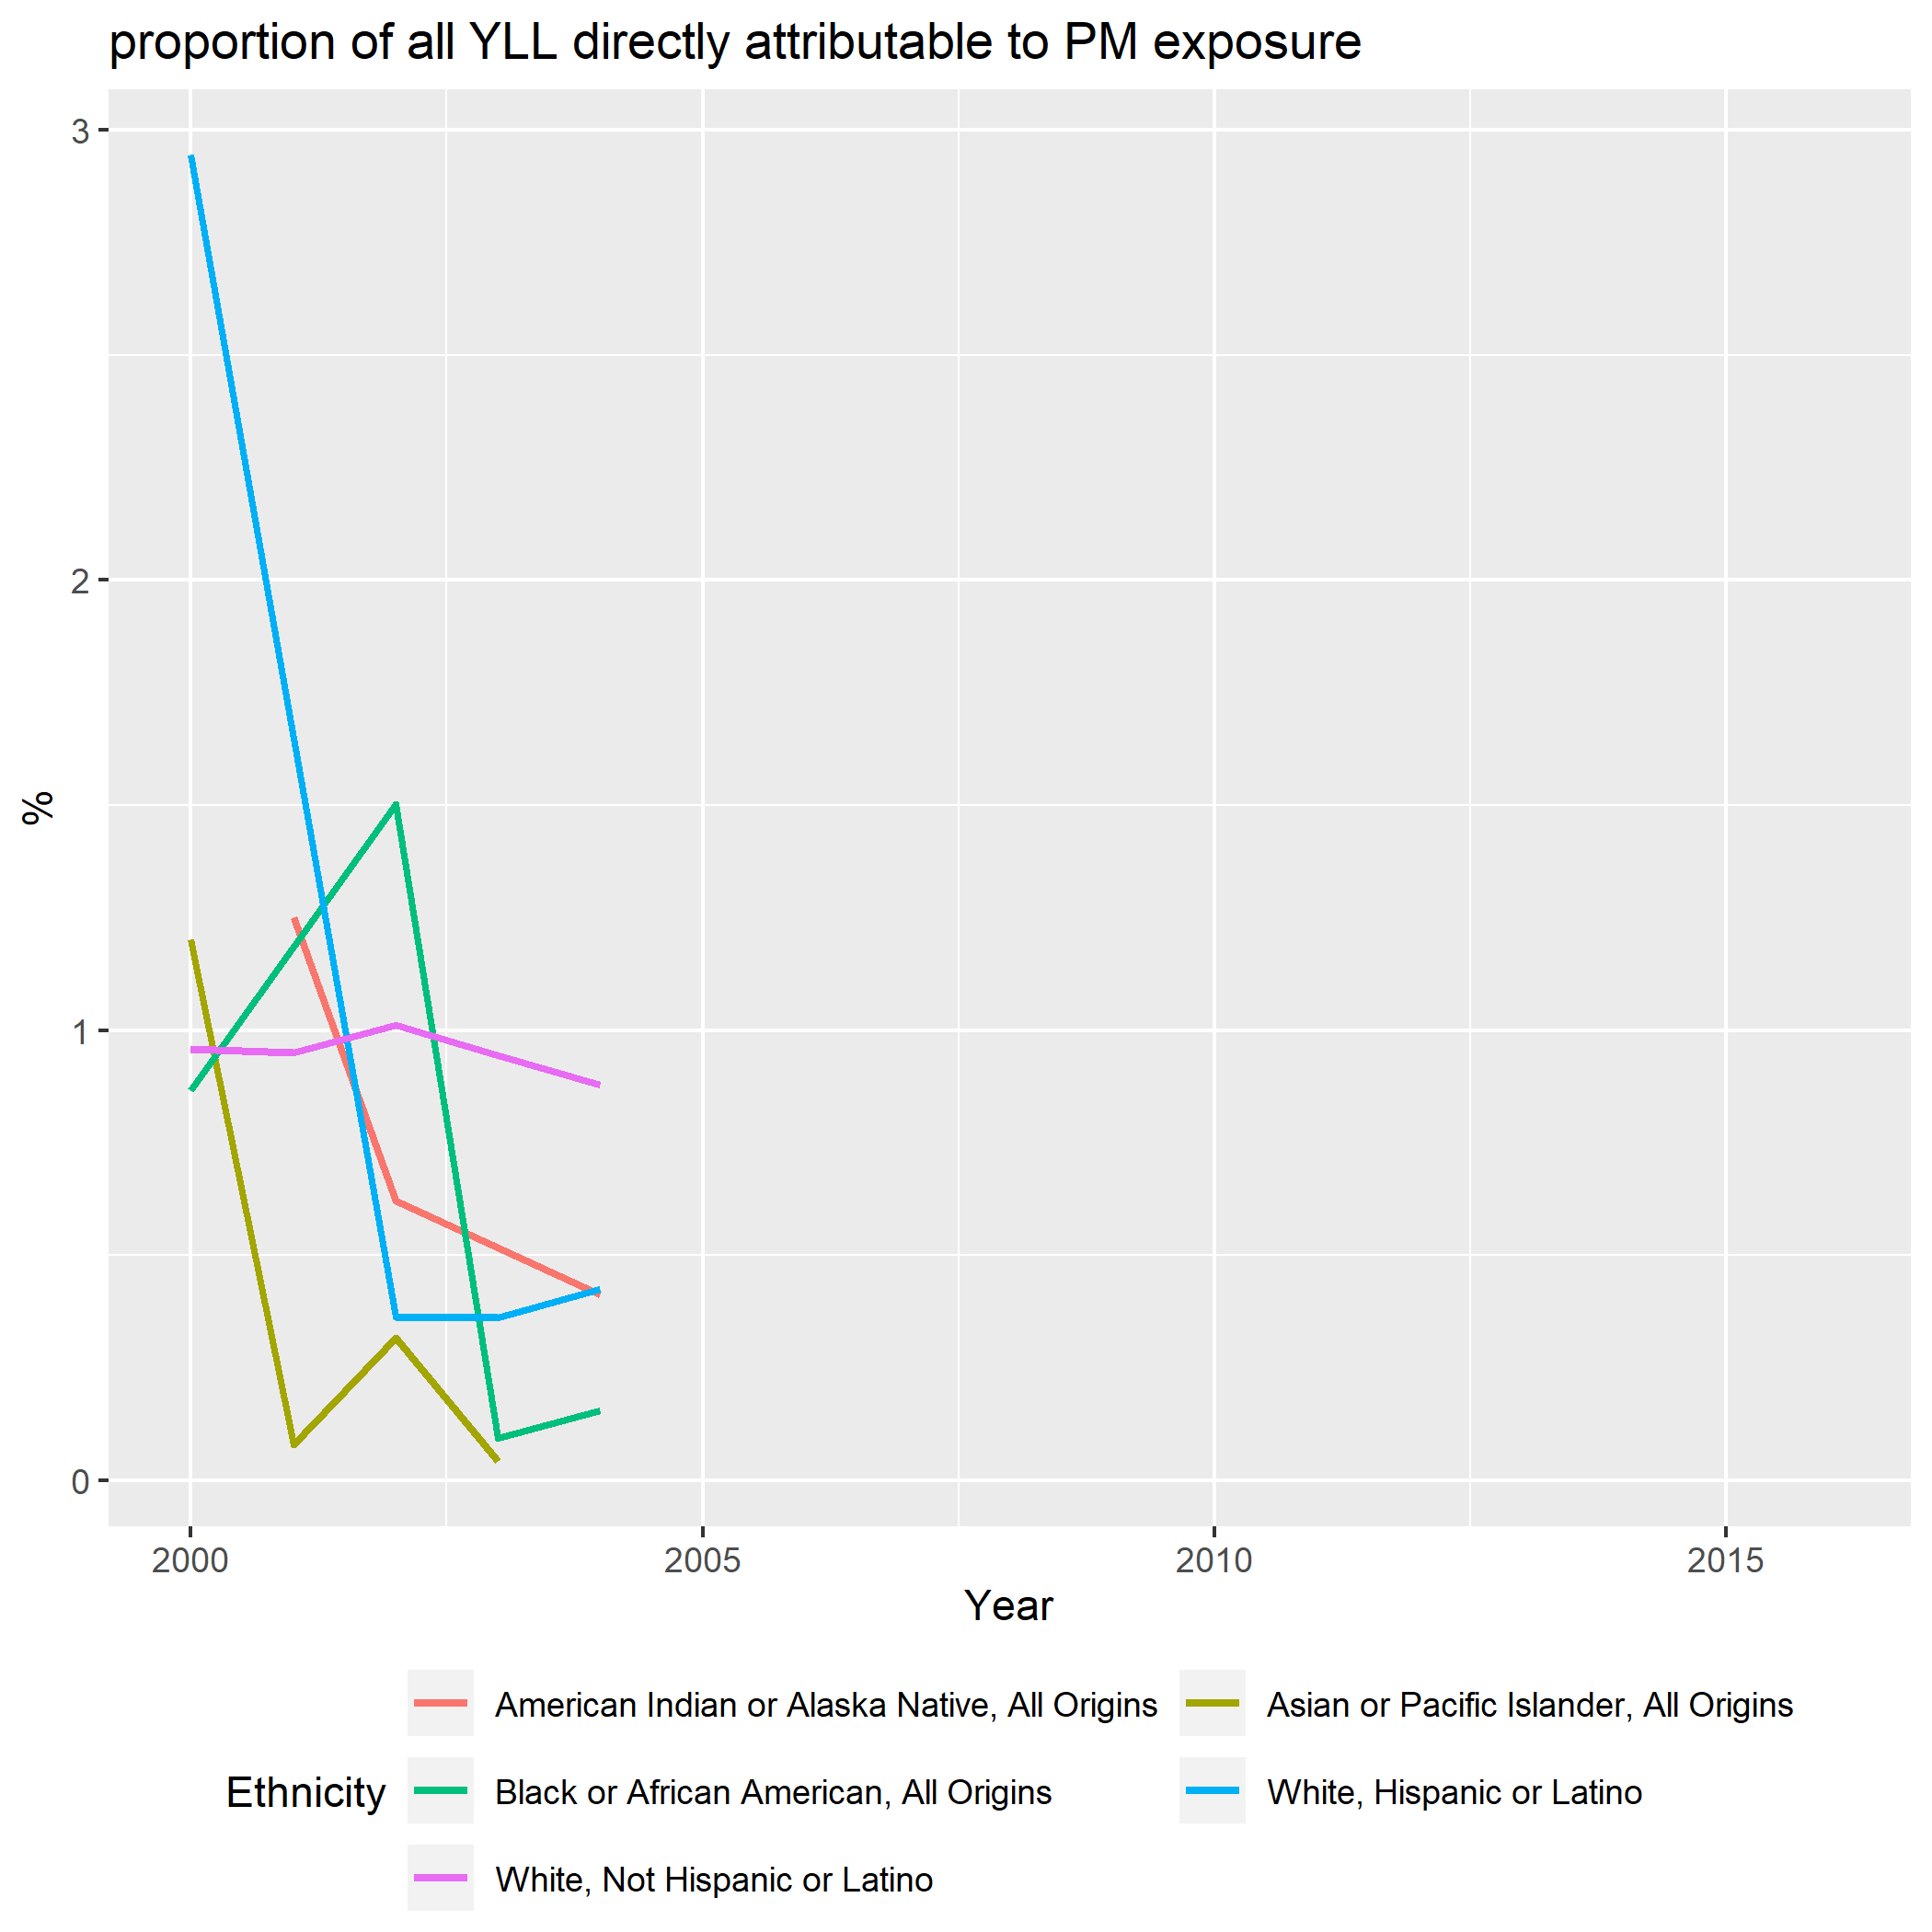 proportion of all YLL directly attributable to PM exposure
3
2
1
0
%
2000 2005 2010 2015
Year
Ethnicity
American Indian or Alaska Native, All Origins
Asian or Pacific Islander, All Origins
Black or African American, All Origins
White, Hispanic or Latino
White, Not Hispanic or Latino